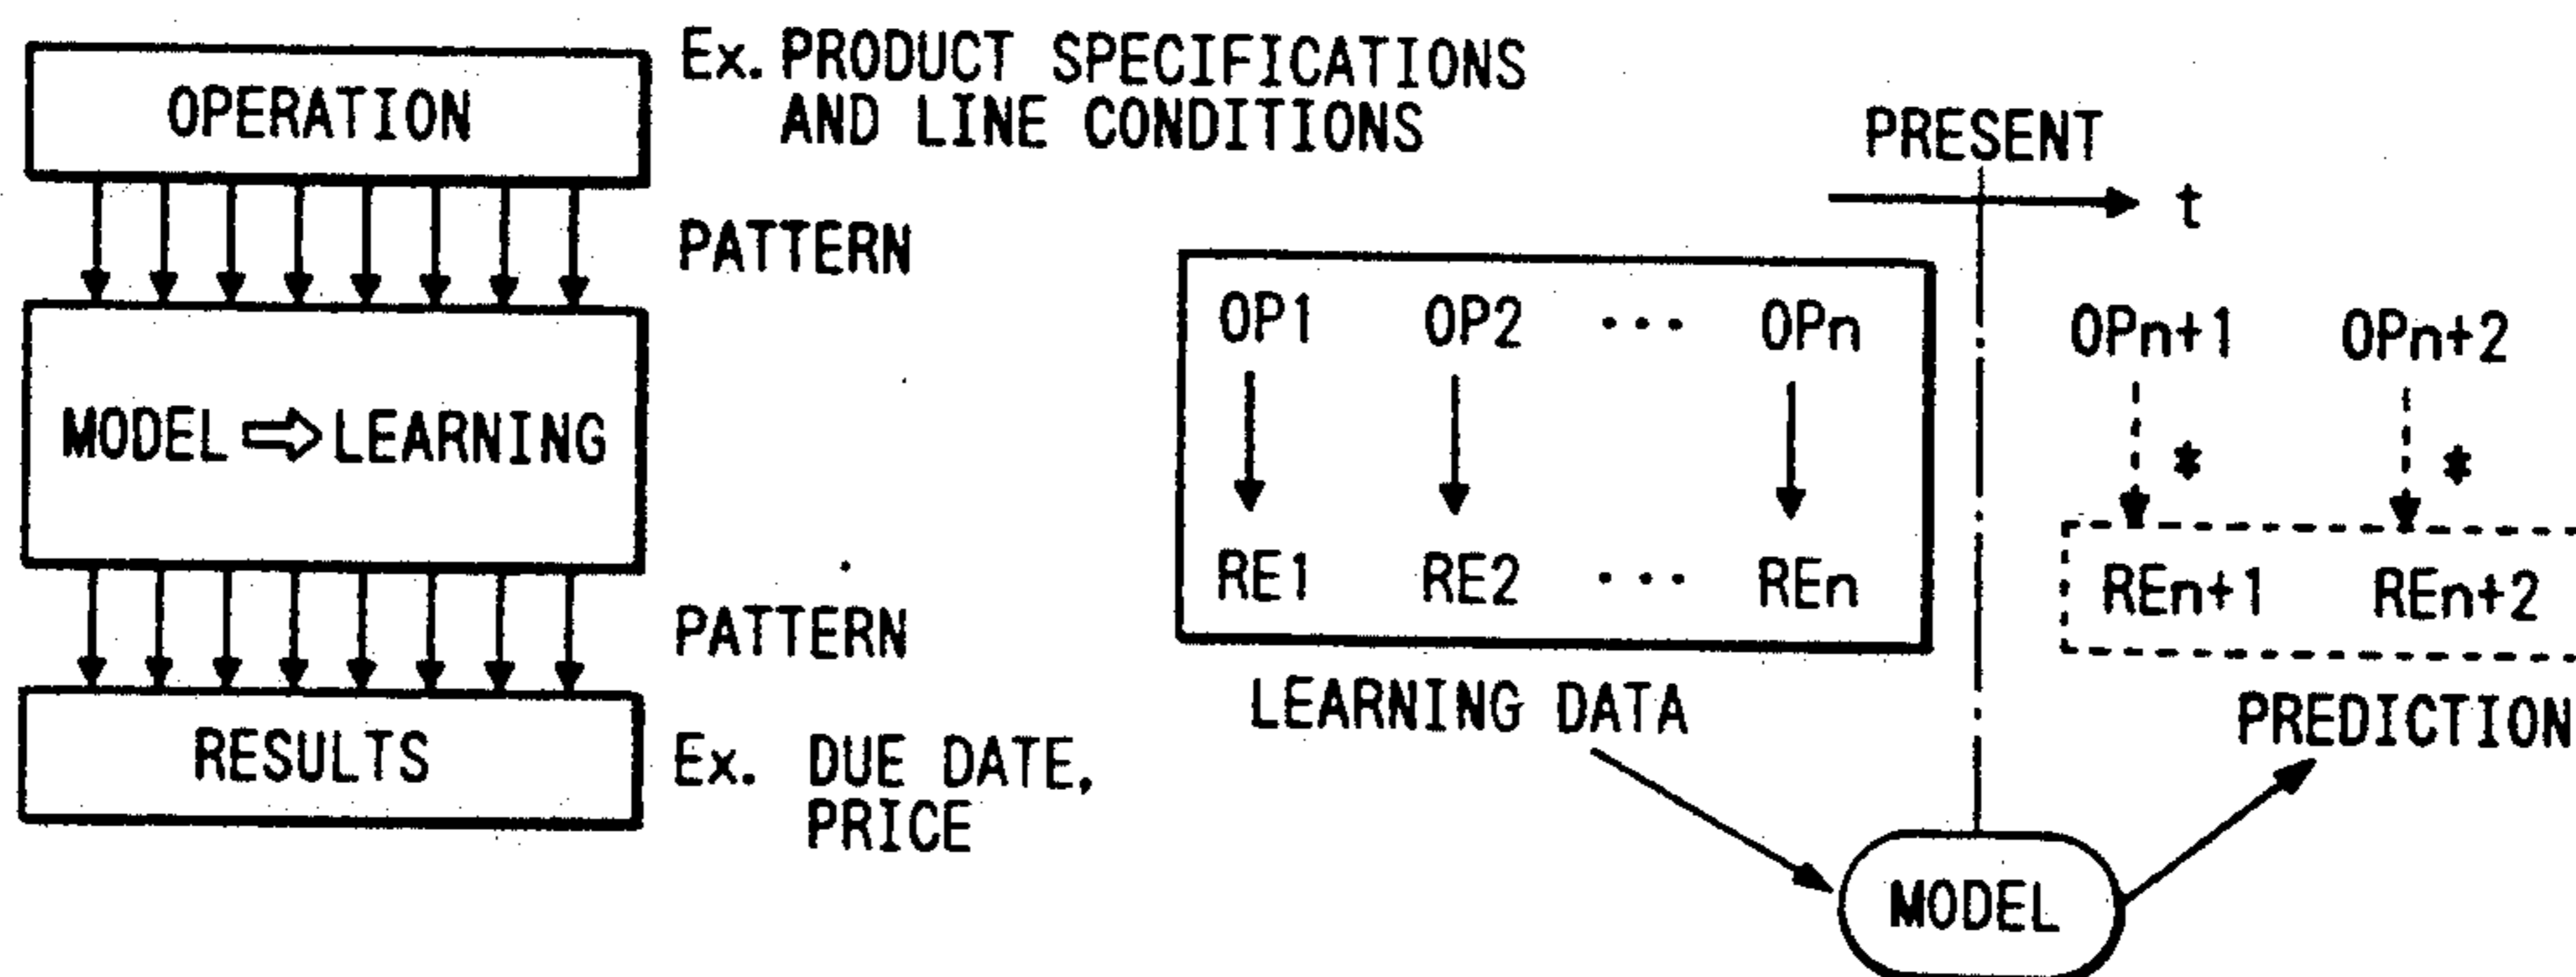 OPERATION
Ex. PRODUCT SPECIFICATIONS
AND LINE CONDITIONS
PATTERN
MODEL ⇨ LEARNING
PATTERN
RESULTS
Ex. DUE DATE,
PRICE
PRESENT
t
OP1 OP2 ... OPn
OPn+1 OPn+2
* *
RE1 RE2 ... REn
REn+1 REn+2
LEARNING DATA
PREDICTION
MODEL